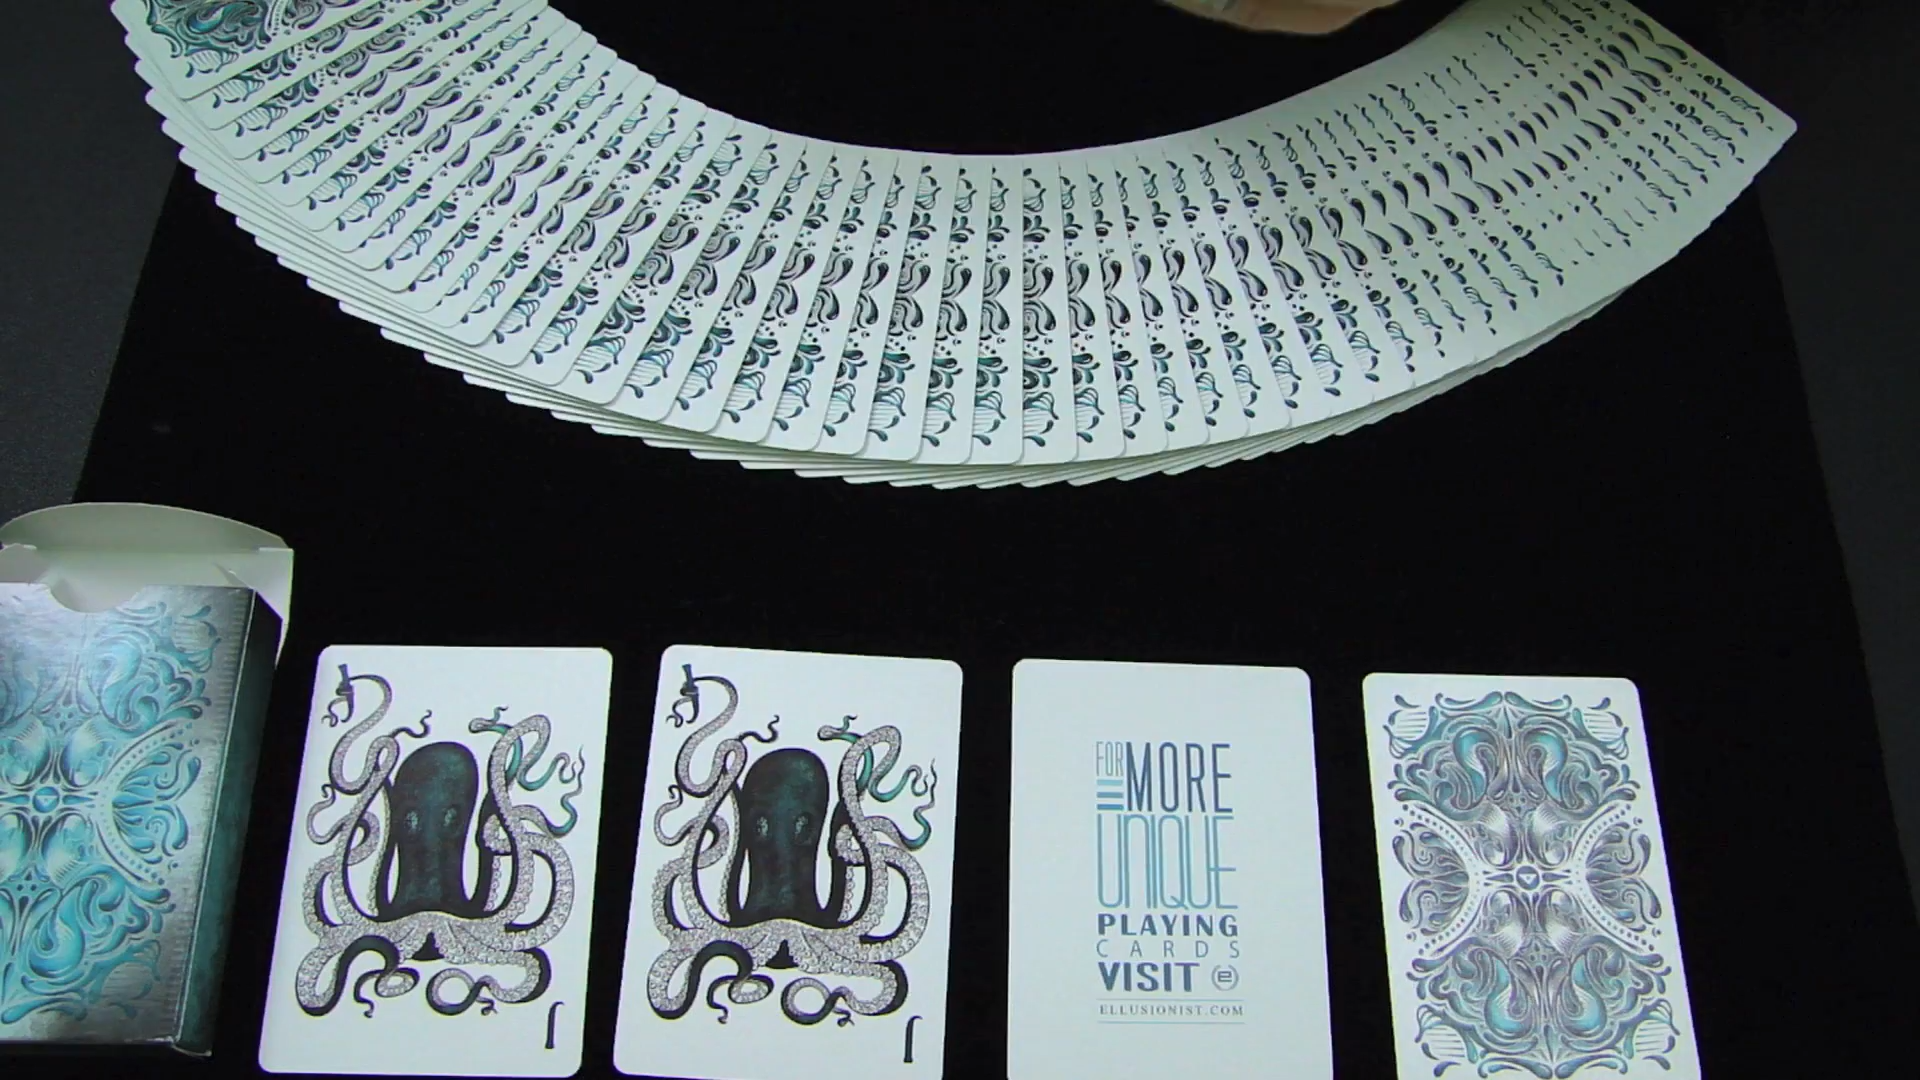 J
J
J
J
FOR MORE
UNIQUE
PLAYING
CARDS
VISIT e
ELLUSIONIST.COM